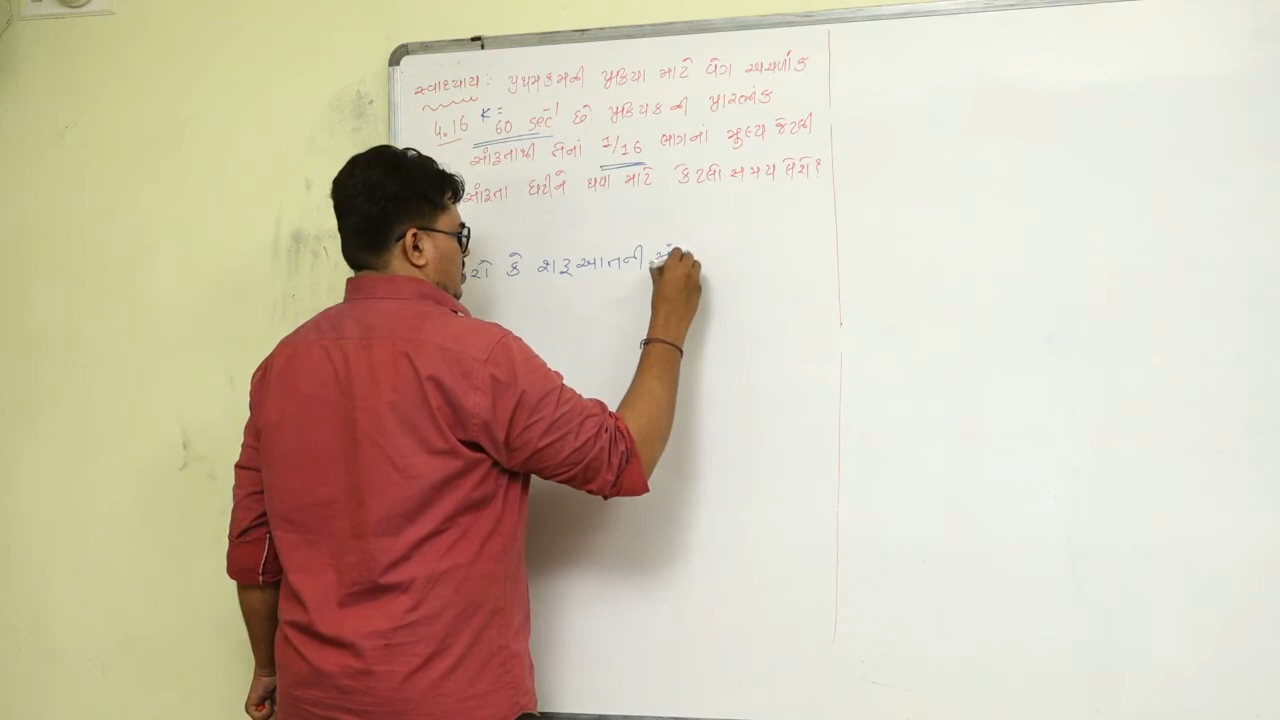 સ્વાધ્યાય : પ્રથમક્રમની પ્રક્રિયા માટે વેગ અચળાંક
4.16 K = 60 sec⁻¹ છે પ્રક્રિયક ની પ્રારંભીક
સાંદ્રતાથી તેનાં 1/16 ભાગનાં મૂલ્ય જેટલી
સાંદ્રતા ઘટીને થવા માટે કેટલો સમય લેશે?
કે શરૂઆતની